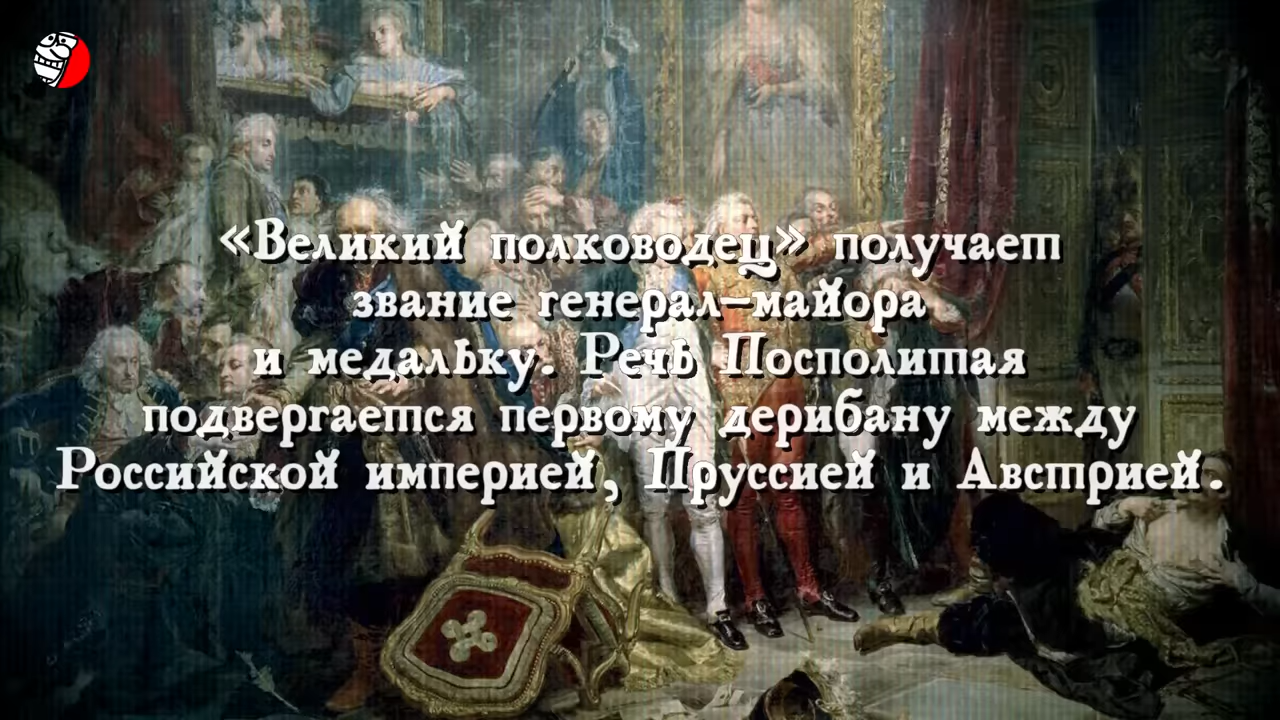 «Великий полководец» получает
звание генерал-майора
и медальку. Речь Посполитая
подвергается первому дерибану между
Российской империей, Пруссией и Австрией.